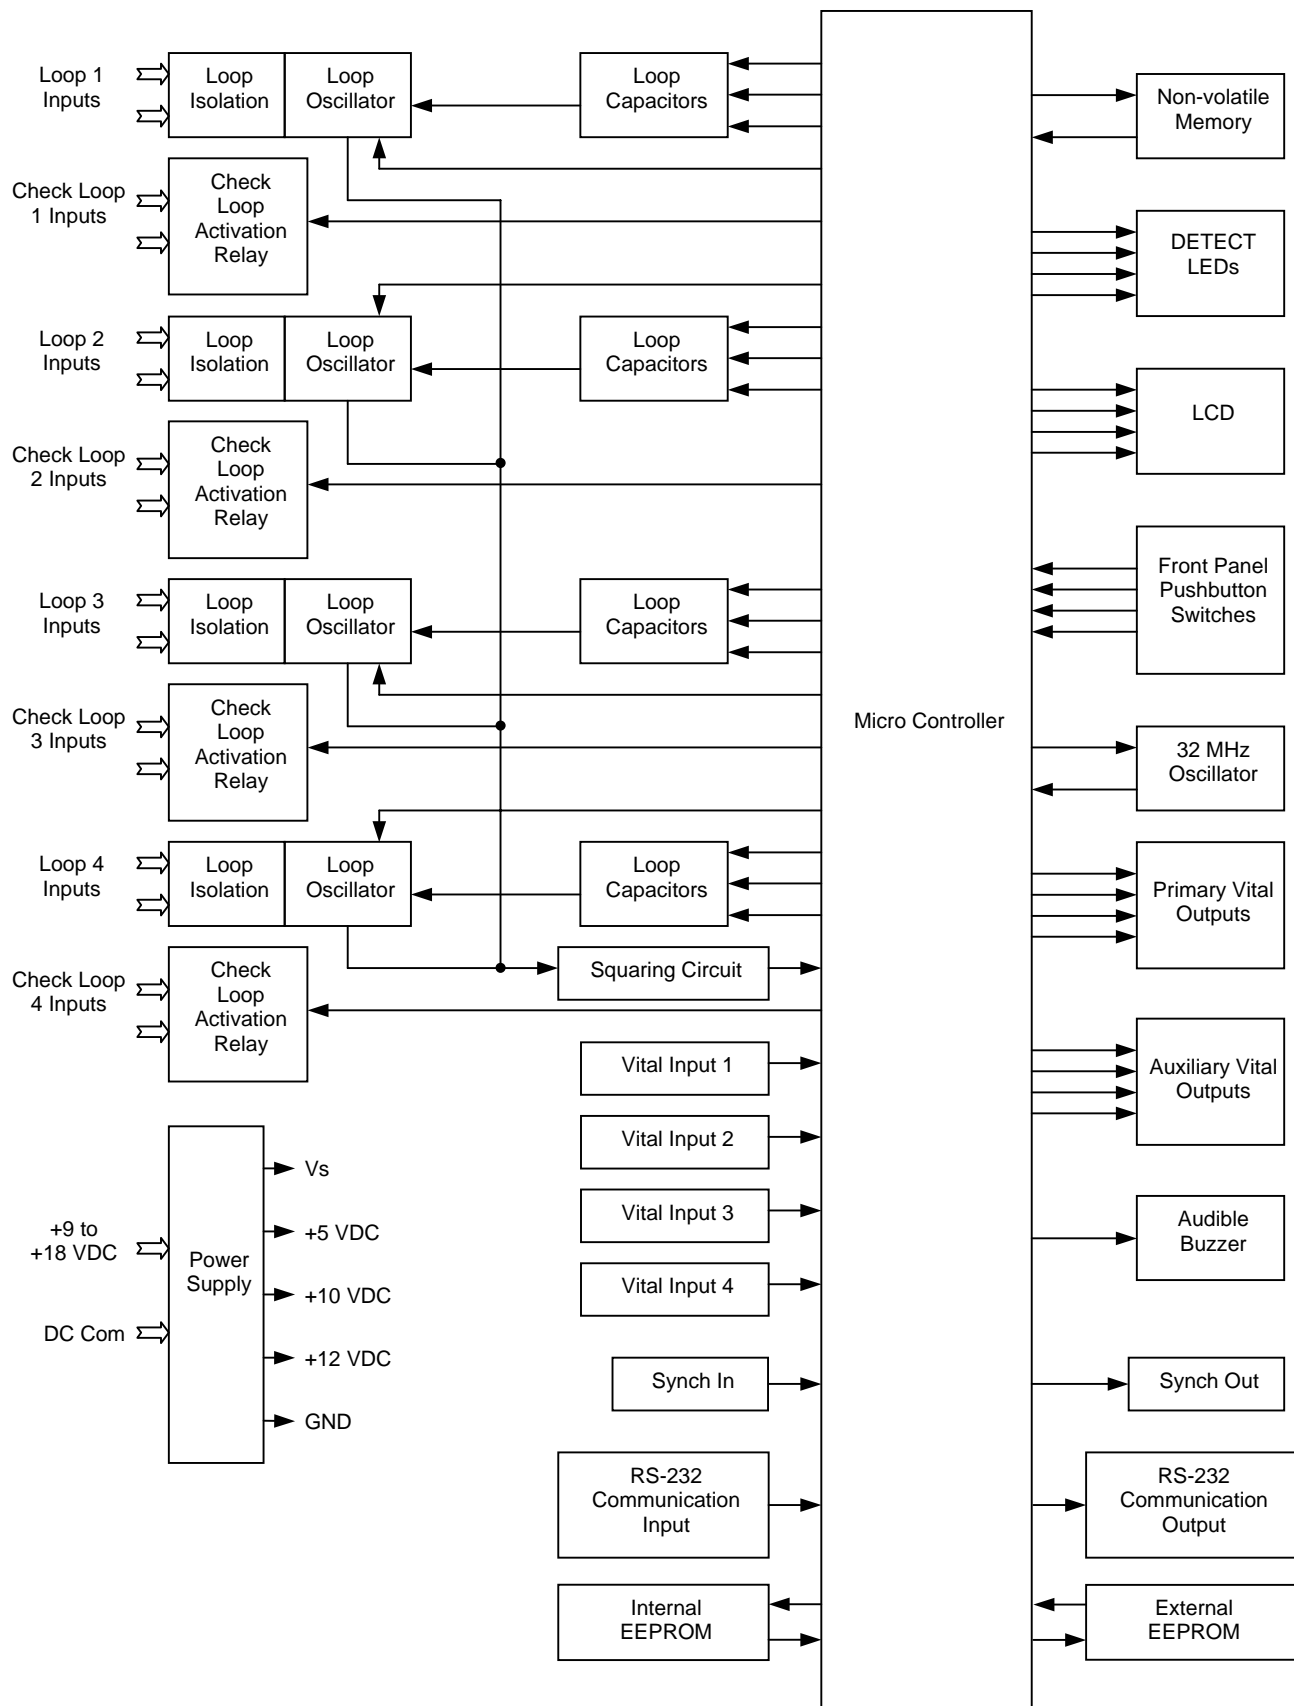 Loop 1
Inputs
Loop
Isolation
Loop
Oscillator
Loop
Capacitors
Non-volatile
Memory
Check Loop
1 Inputs
Check
Loop
Activation
Relay
DETECT
LEDs
Loop 2
Inputs
Loop
Isolation
Loop
Oscillator
Loop
Capacitors
LCD
Check Loop
2 Inputs
Check
Loop
Activation
Relay
Front Panel
Pushbutton
Switches
Loop 3
Inputs
Loop
Isolation
Loop
Oscillator
Loop
Capacitors
Check Loop
3 Inputs
Check
Loop
Activation
Relay
Micro Controller
32 MHz
Oscillator
Loop 4
Inputs
Loop
Isolation
Loop
Oscillator
Loop
Capacitors
Primary Vital
Outputs
Check Loop
4 Inputs
Check
Loop
Activation
Relay
Squaring Circuit
Vital Input 1
Auxiliary Vital
Outputs
Vital Input 2
Vital Input 3
Vital Input 4
Audible
Buzzer
+9 to
+18 VDC
DC Com
Power
Supply
Vs
+5 VDC
+10 VDC
+12 VDC
GND
Synch In
Synch Out
RS-232
Communication
Input
RS-232
Communication
Output
Internal
EEPROM
External
EEPROM